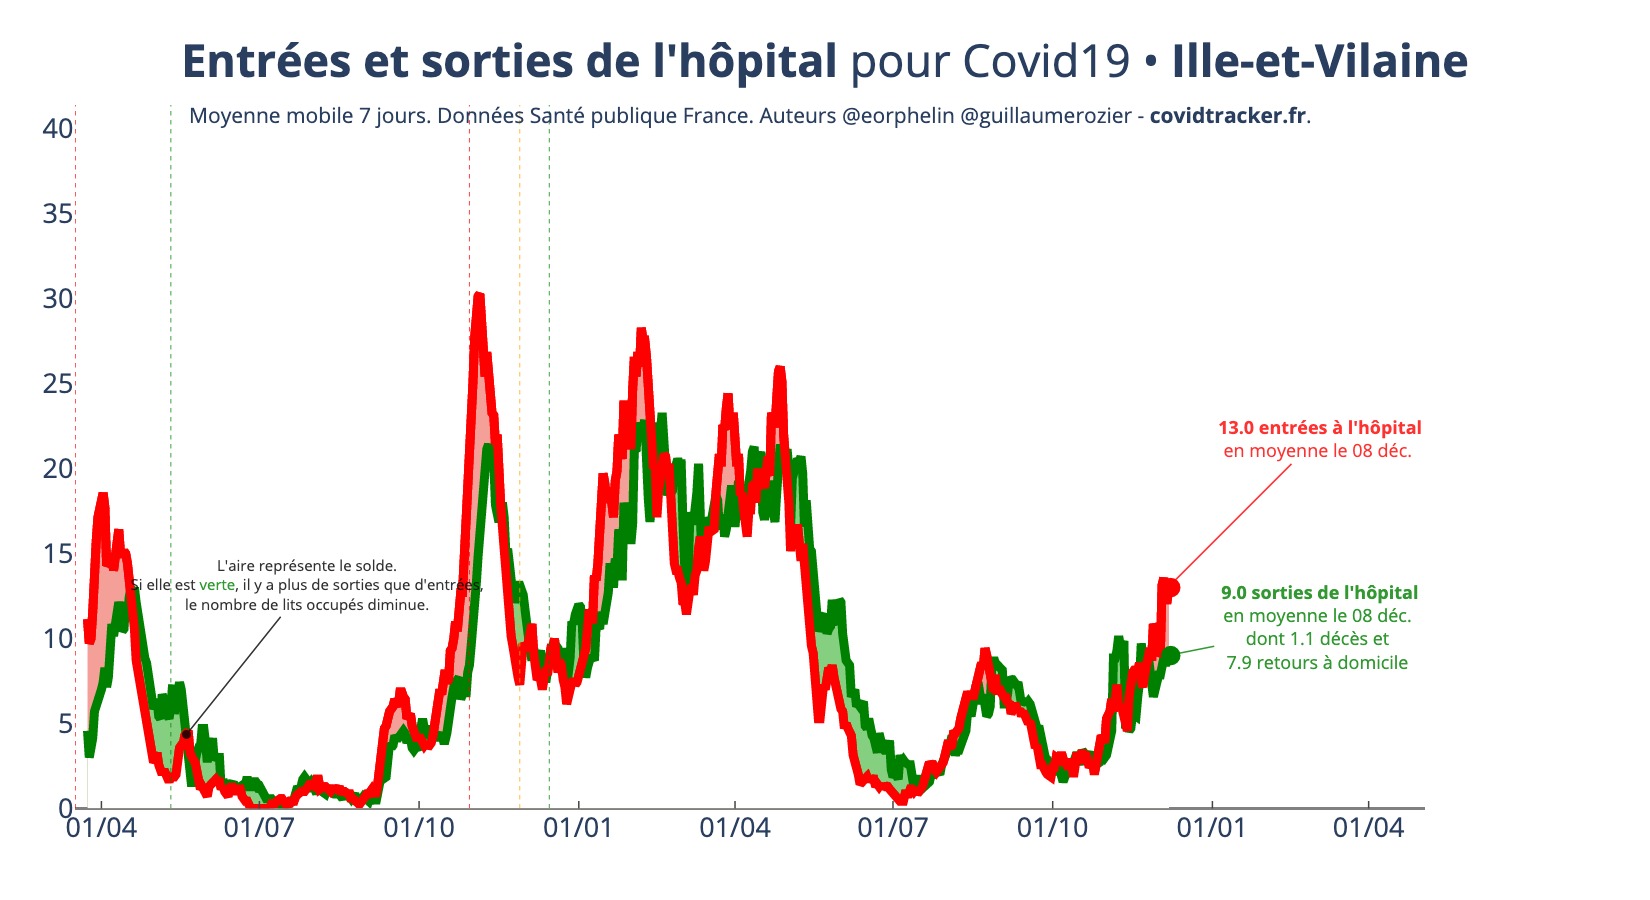 Entrées et sorties de l'hôpital pour Covid19 • Ille-et-Vilaine
Moyenne mobile 7 jours. Données Santé publique France. Auteurs @eorphelin @guillaumerozier - covidtracker.fr.
40
35
30
25
20
15
10
5
0
L'aire représente le solde.
Si elle est verte, il y a plus de sorties que d'entrées,
le nombre de lits occupés diminue.
13.0 entrées à l'hôpital
en moyenne le 08 déc.
9.0 sorties de l'hôpital
en moyenne le 08 déc.
dont 1.1 décès et
7.9 retours à domicile
01/04 01/07 01/10 01/01 01/04 01/07 01/10 01/01 01/04